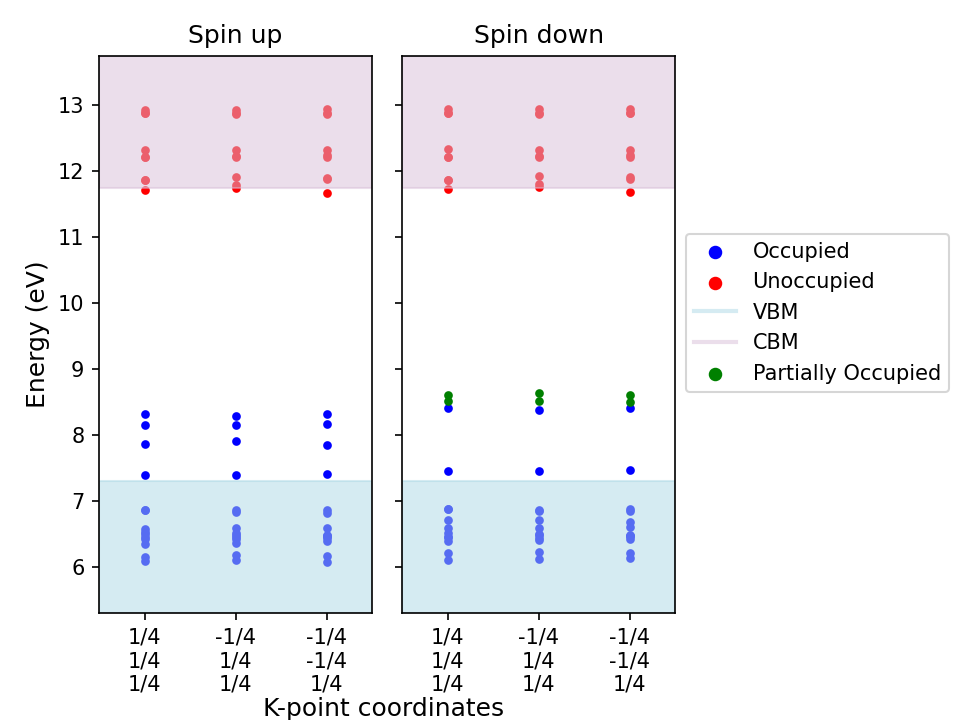 Spin up
Spin down
Energy (eV)
13
12
11
10
9
8
7
6
1/4 -1/4 -1/4 1/4 -1/4 -1/4
1/4 1/4 -1/4 1/4 1/4 -1/4
1/4 1/4 1/4 1/4 1/4 1/4
K-point coordinates
Occupied
Unoccupied
VBM
CBM
Partially Occupied